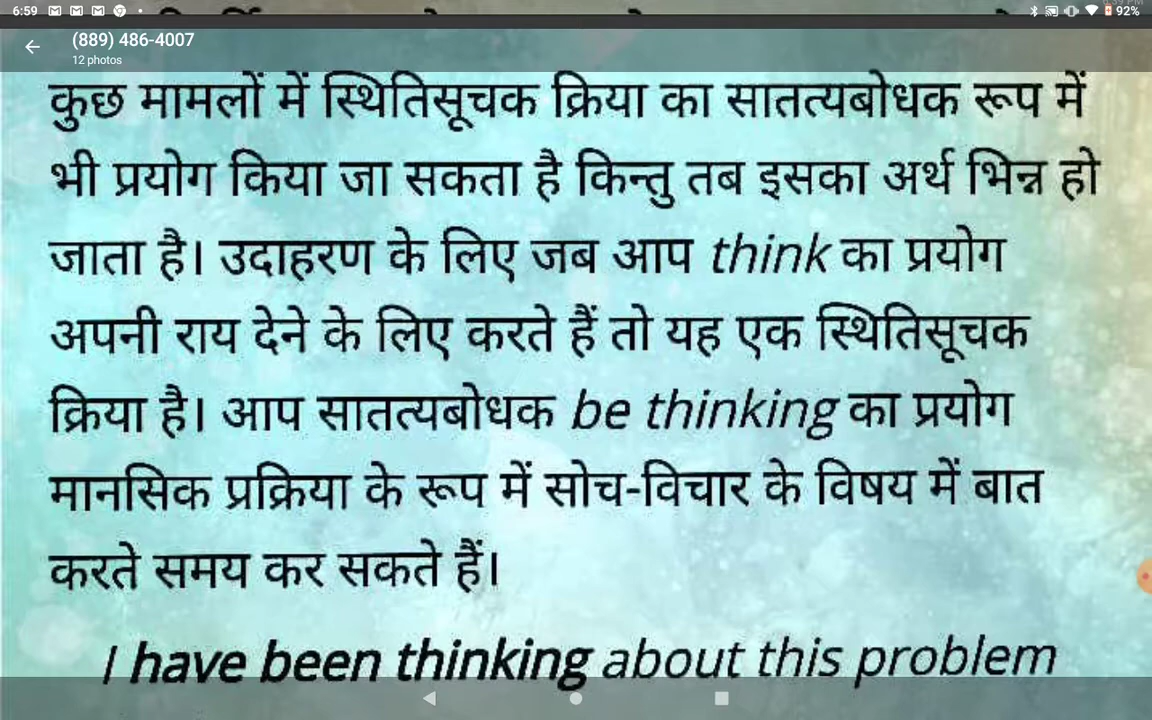 6:59
92%
(889) 486-4007
12 photos
कुछ मामलों में स्थितिसूचक क्रिया का सातत्यबोधक रूप में
भी प्रयोग किया जा सकता है किन्तु तब इसका अर्थ भिन्न हो
जाता है। उदाहरण के लिए जब आप think का प्रयोग
अपनी राय देने के लिए करते हैं तो यह एक स्थितिसूचक
क्रिया है। आप सातत्यबोधक be thinking का प्रयोग
मानसिक प्रक्रिया के रूप में सोच-विचार के विषय में बात
करते समय कर सकते हैं।
I have been thinking about this problem